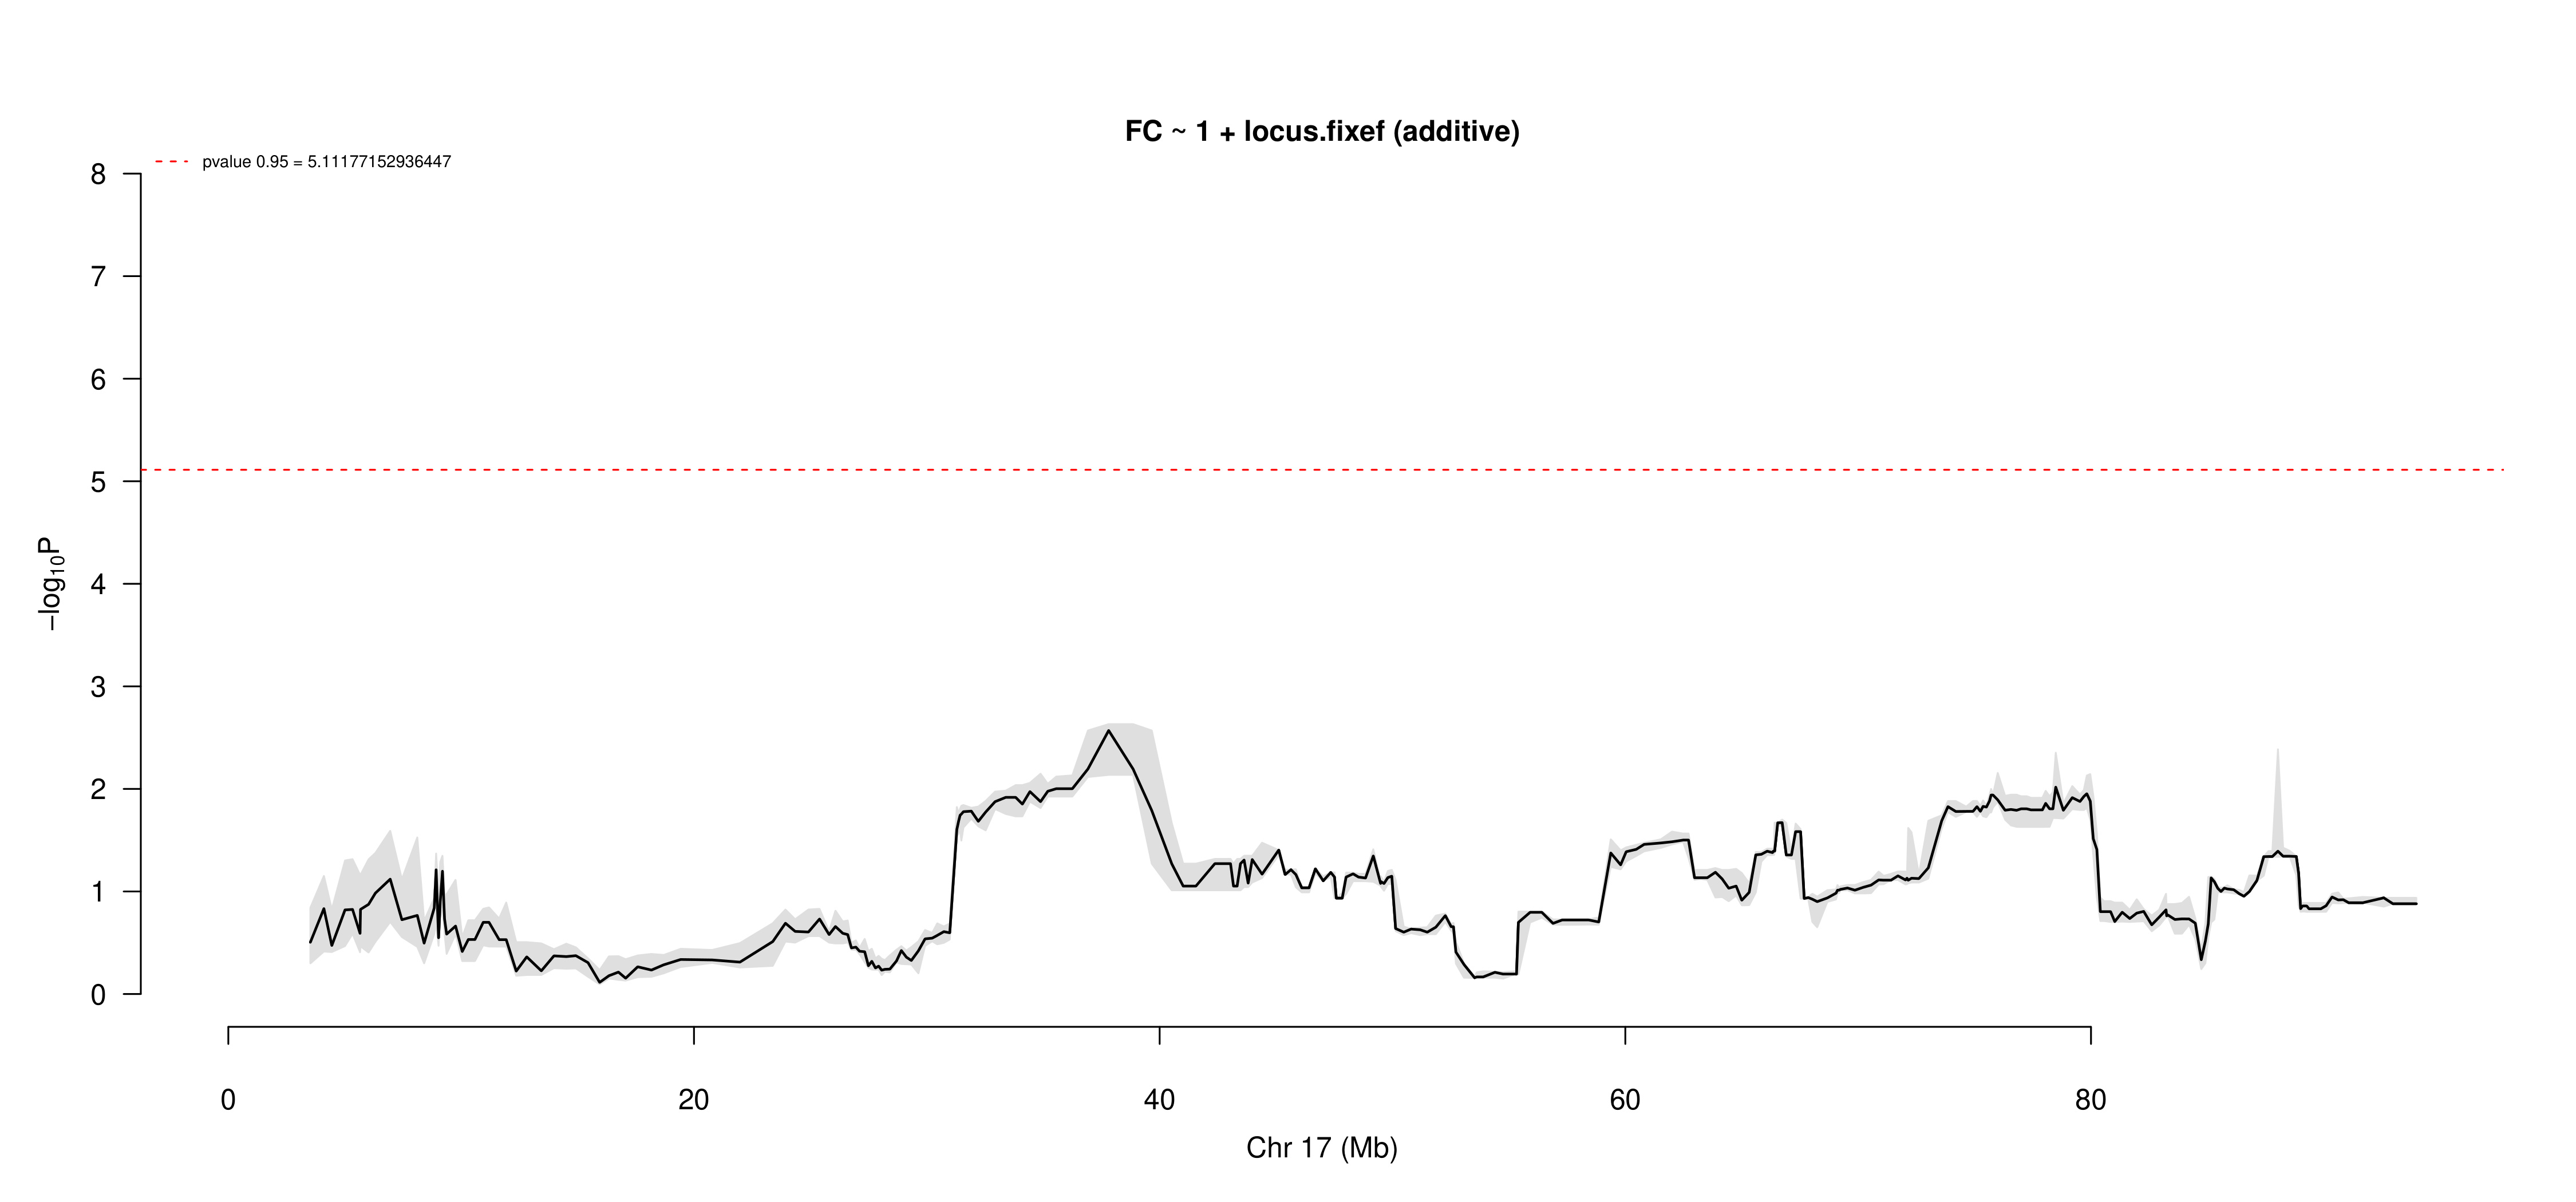 FC ~ 1 + locus.fixef (additive)
pvalue 0.95 = 5.11177152936447
8
7
6
5
4
3
2
1
0
−log10P
0 20 40 60 80
Chr 17 (Mb)